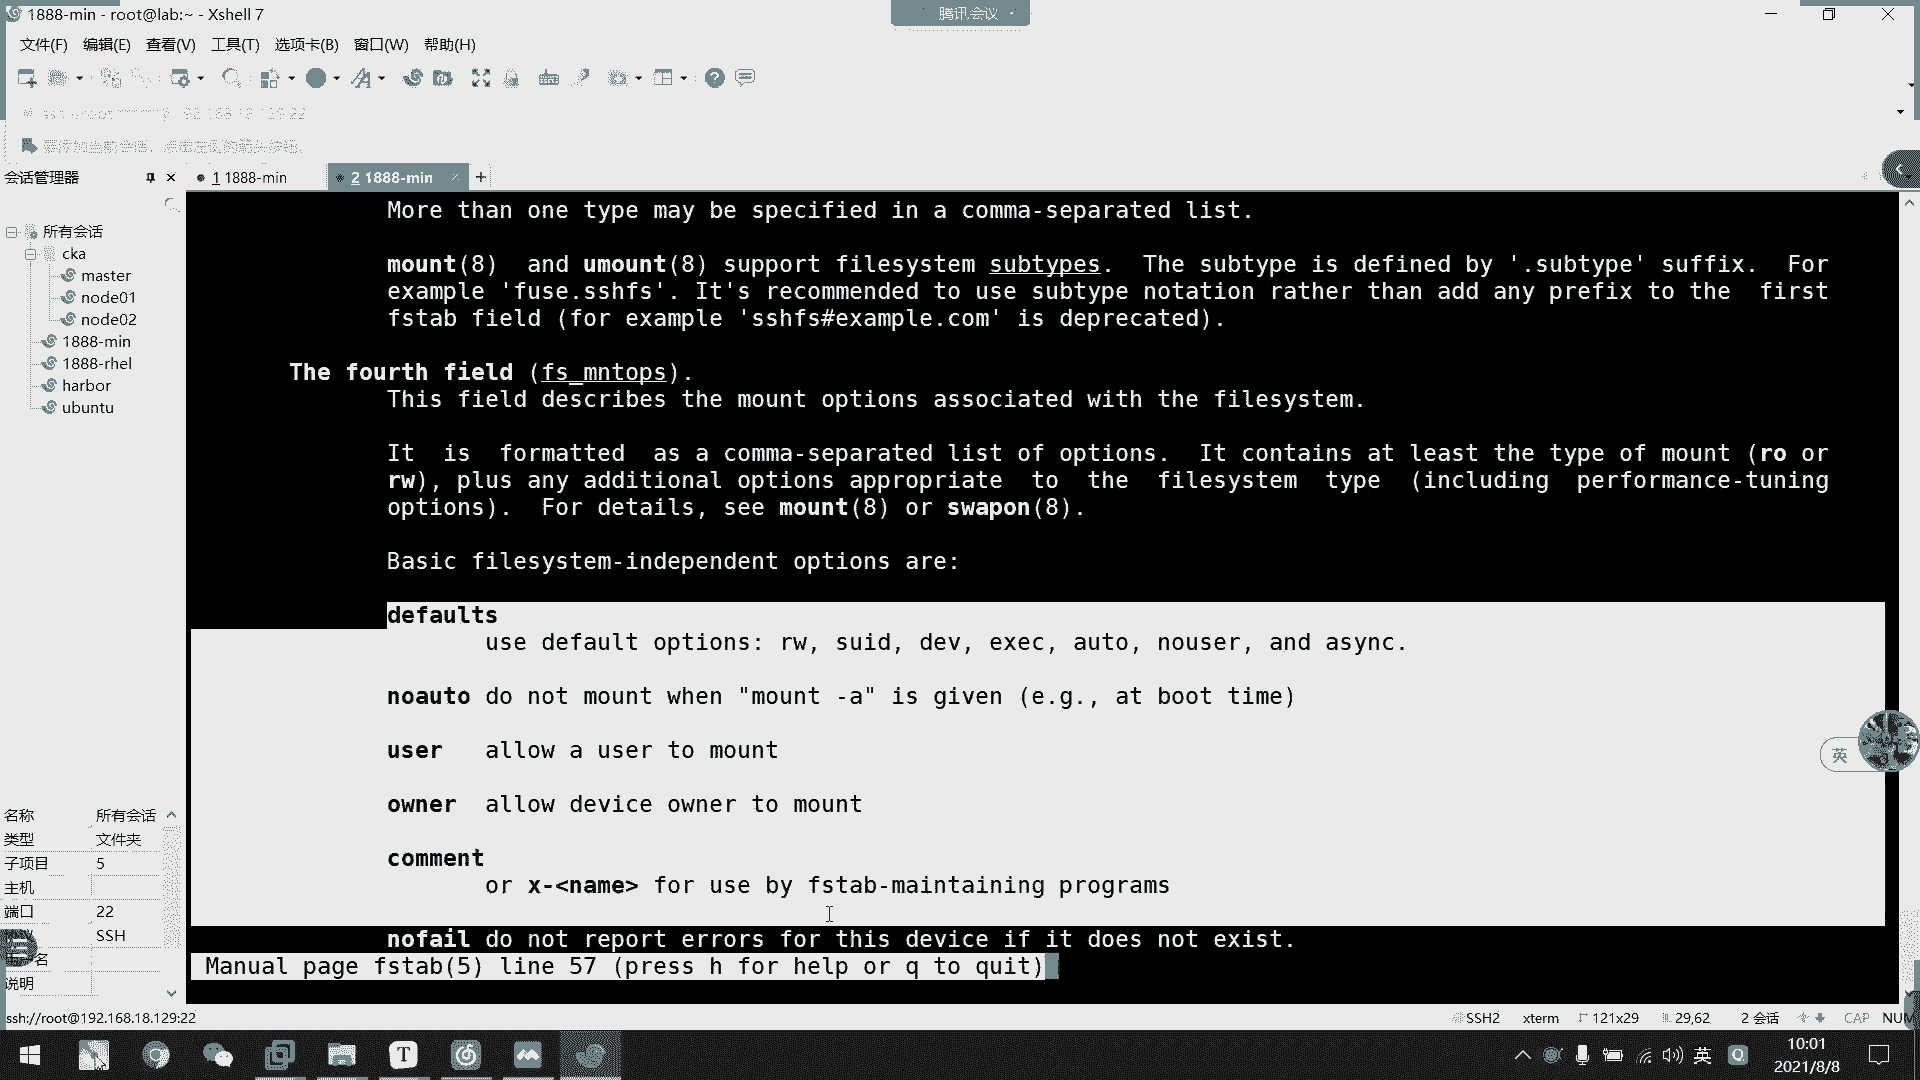 1888-min - root@lab:~ - Xshell 7
腾讯会议
文件(F) 编辑(E) 查看(V) 工具(T) 选项卡(B) 窗口(W) 帮助(H)
会话管理器
1 1888-min
2 1888-min
所有会话
cka
master
node01
node02
1888-min
1888-rhel
harbor
ubuntu
More than one type may be specified in a comma-separated list.
mount(8)  and umount(8) support filesystem subtypes.  The subtype is defined by '.subtype' suffix.  For
example 'fuse.sshfs'. It's recommended to use subtype notation rather than add any prefix to the  first
fstab field (for example 'sshfs#example.com' is deprecated).
The fourth field (fs_mntops).
This field describes the mount options associated with the filesystem.
It  is  formatted  as a comma-separated list of options.  It contains at least the type of mount (ro or
rw), plus any additional options appropriate  to  the  filesystem  type  (including  performance-tuning
options).  For details, see mount(8) or swapon(8).
Basic filesystem-independent options are:
defaults
use default options: rw, suid, dev, exec, auto, nouser, and async.
noauto do not mount when "mount -a" is given (e.g., at boot time)
user   allow a user to mount
owner  allow device owner to mount
comment
or x-<name> for use by fstab-maintaining programs
nofail do not report errors for this device if it does not exist.
Manual page fstab(5) line 57 (press h for help or q to quit)
名称 所有会话
类型 文件夹
子项目 5
主机
端口 22
SSH
说明
英
ssh://root@192.168.18.129:22
SSH2 xterm 121x29 29,62 2 会话 CAP NUM
英
10:01
2021/8/8